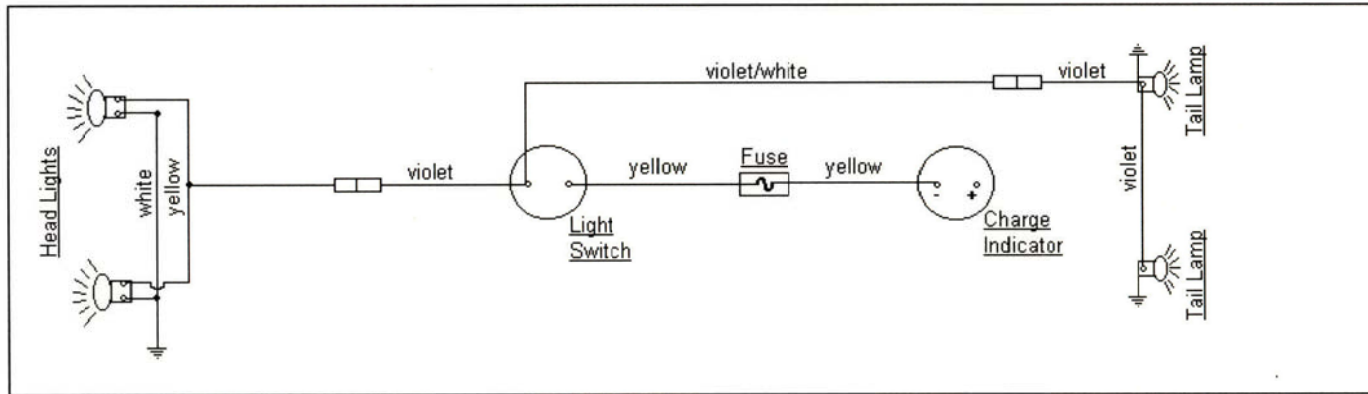 violet/white
violet
Tail Lamp
Head Lights
white
yellow
violet
Light
Switch
yellow
Fuse
yellow
- +
Charge
Indicator
violet
Tail Lamp